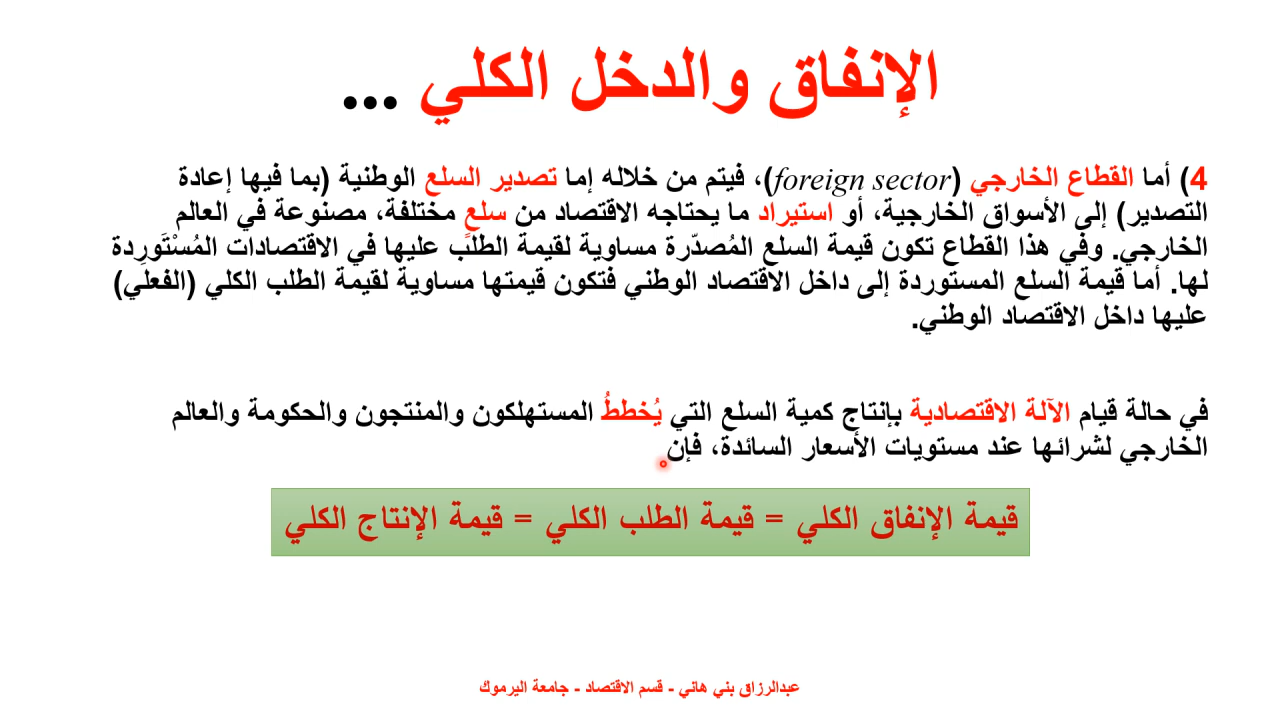 الإنفاق والدخل الكلي ...
4) أما القطاع الخارجي (foreign sector)، فيتم من خلاله إما تصدير السلع الوطنية (بما فيها إعادة
التصدير) إلى الأسواق الخارجية، أو استيراد ما يحتاجه الاقتصاد من سلعٍ مختلفة، مصنوعة في العالم
الخارجي. وفي هذا القطاع تكون قيمة السلع المُصدّرة مساوية لقيمة الطلب عليها في الاقتصادات المُسْتَورِدة
لها. أما قيمة السلع المستوردة إلى داخل الاقتصاد الوطني فتكون قيمتها مساوية لقيمة الطلب الكلي (الفعلي)
عليها داخل الاقتصاد الوطني.
في حالة قيام الآلة الاقتصادية بإنتاج كمية السلع التي يُخططُ المستهلكون والمنتجون والحكومة والعالم
الخارجي لشرائها عند مستويات الأسعار السائدة، فإن
قيمة الإنفاق الكلي = قيمة الطلب الكلي = قيمة الإنتاج الكلي
عبدالرزاق بني هاني - قسم الاقتصاد - جامعة اليرموك